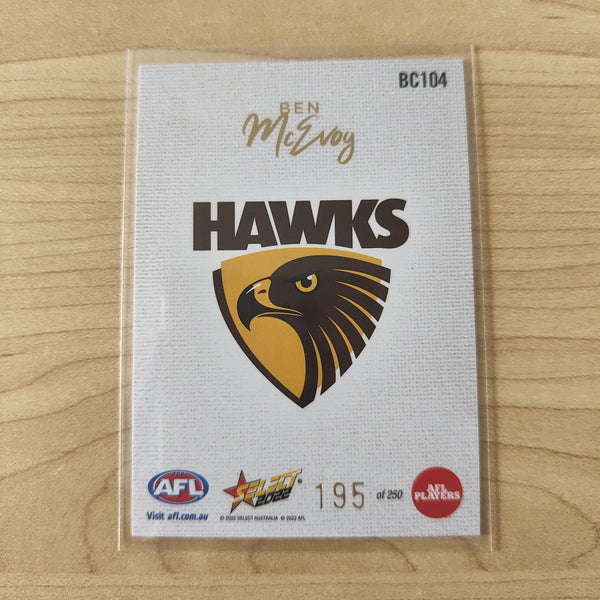 BC104
BEN
McEvoy
HAWKS
AFL
Visit afl.com.au
SELECT
2022
© 2022 SELECT AUSTRALIA © 2022 AFL
195 of 250
AFL
PLAYERS